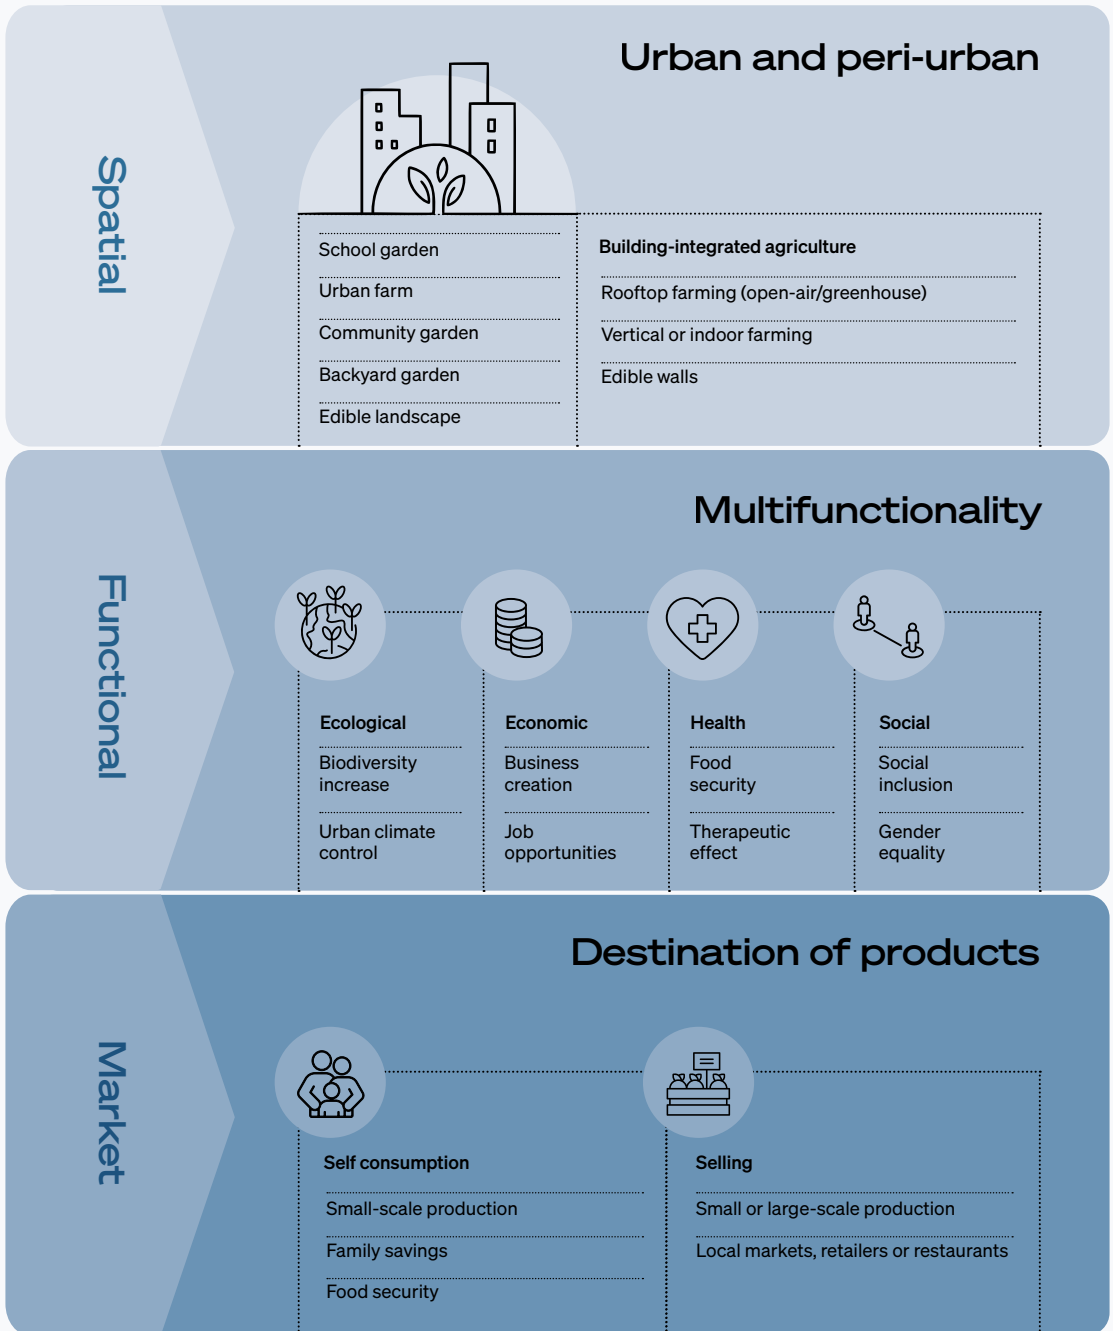 Spatial
Urban and peri-urban
School garden
Urban farm
Community garden
Backyard garden
Edible landscape
Building-integrated agriculture
Rooftop farming (open-air/greenhouse)
Vertical or indoor farming
Edible walls
Functional
Multifunctionality
Ecological
Biodiversity
increase
Urban climate
control
Economic
Business
creation
Job
opportunities
Health
Food
security
Therapeutic
effect
Social
Social
inclusion
Gender
equality
Market
Destination of products
Self consumption
Small-scale production
Family savings
Food security
Selling
Small or large-scale production
Local markets, retailers or restaurants